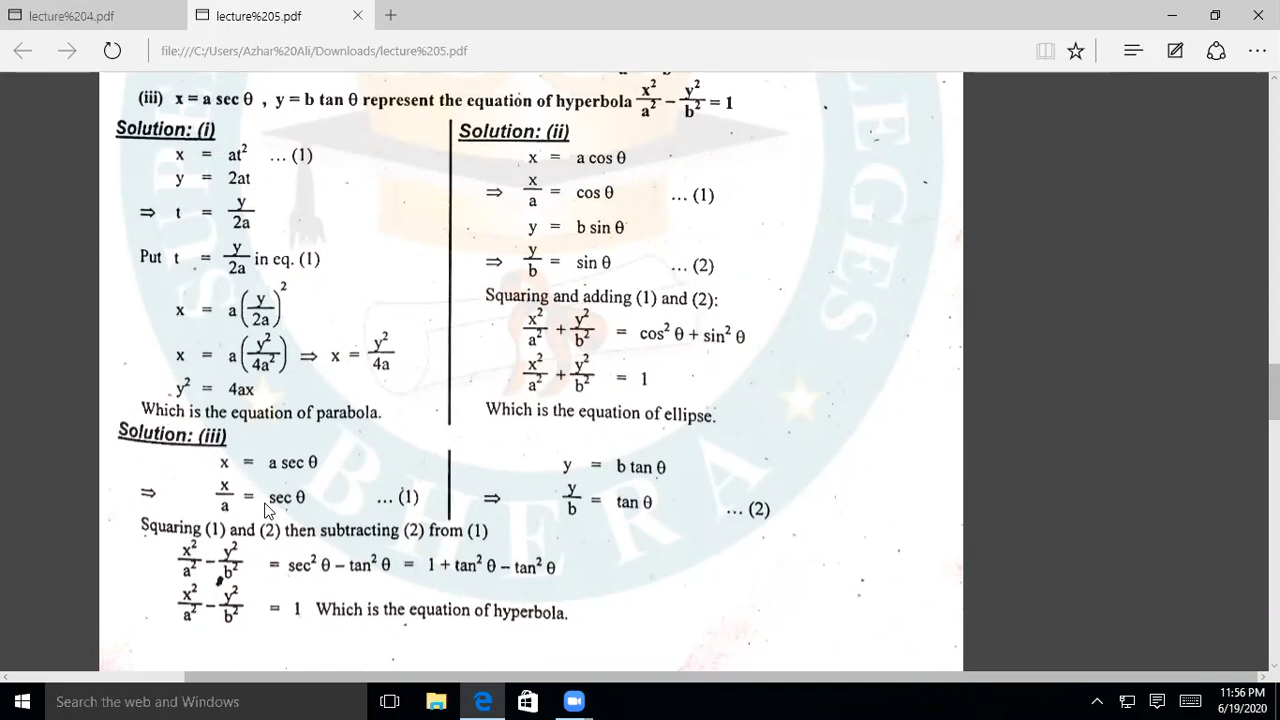 lecture%204.pdf
lecture%205.pdf
file:///C:/Users/Azhar%20Ali/Downloads/lecture%205.pdf
(iii) x = a sec θ , y = b tan θ represent the equation of hyperbola x²/a² − y²/b² = 1
Solution: (i)
x = at² ... (1)
y = 2at
⇒ t = y/2a
Put t = y/2a in eq. (1)
x = a(y/2a)²
x = a(y²/4a²) ⇒ x = y²/4a
y² = 4ax
Which is the equation of parabola.
Solution: (ii)
x = a cos θ
⇒ x/a = cos θ ... (1)
y = b sin θ
⇒ y/b = sin θ ... (2)
Squaring and adding (1) and (2):
x²/a² + y²/b² = cos² θ + sin² θ
x²/a² + y²/b² = 1
Which is the equation of ellipse.
Solution: (iii)
x = a sec θ
⇒ x/a = sec θ ... (1)
y = b tan θ
⇒ y/b = tan θ ... (2)
Squaring (1) and (2) then subtracting (2) from (1)
x²/a² − y²/b² = sec² θ − tan² θ = 1 + tan² θ − tan² θ
x²/a² − y²/b² = 1 Which is the equation of hyperbola.
BHERA
Search the web and Windows
11:56 PM
6/19/2020